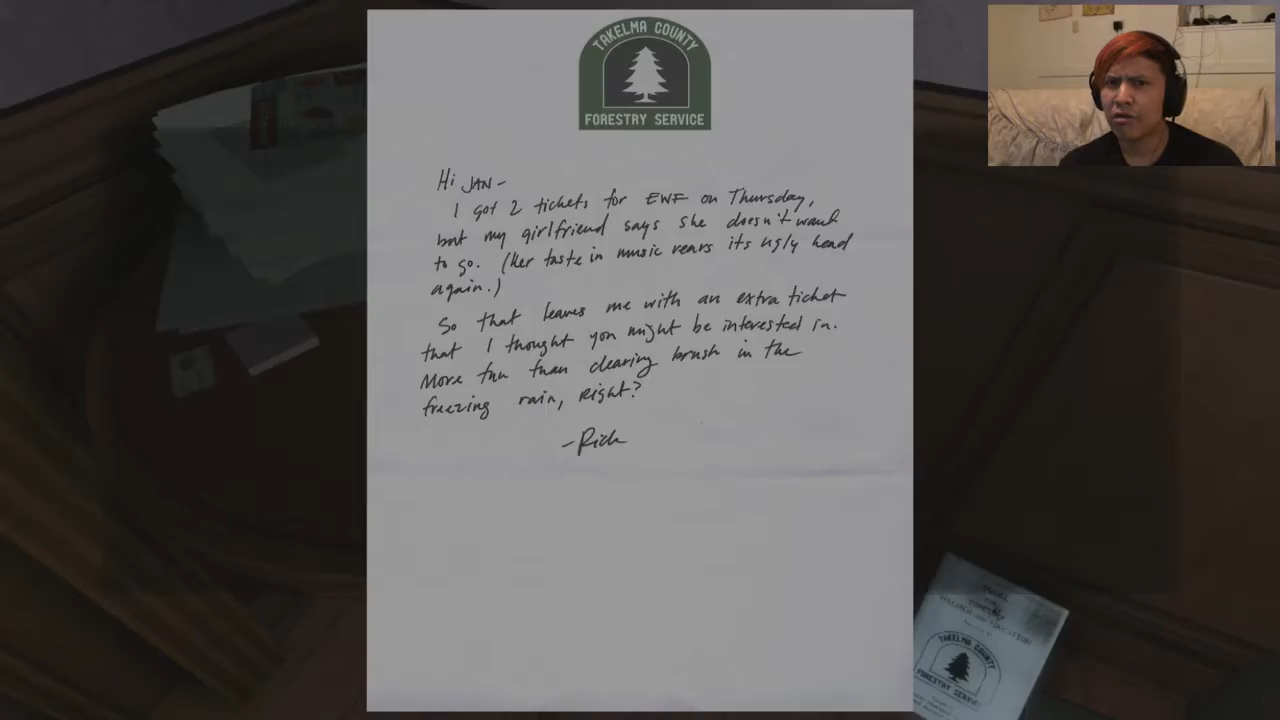 TAKELMA COUNTY
FORESTRY SERVICE
Hi JAN-
I got 2 tickets for EWF on Thursday,
but my girlfriend says she doesn't want
to go. (Her taste in music rears its ugly head
again.)
So that leaves me with an extra ticket
that I thought you might be interested in.
More fun than clearing brush in the
freezing rain, right?
-Rick
TAKELMA COUNTY
FORESTRY SERVICE